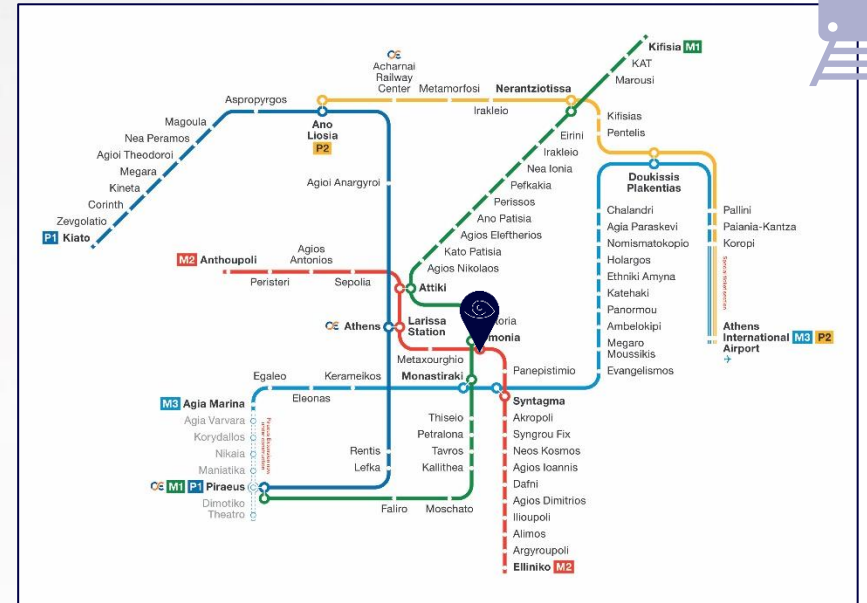 Kifisia M1
KAT
Marousi
Acharnai
Railway
Center
Metamorfosi
Nerantziotissa
Irakleio
Aspropyrgos
Ano
Liosia
P2
Magoula
Nea Peramos
Agioi Theodoroi
Megara
Kineta
Corinth
Zevgolatio
P1 Kiato
Agioi Anargyroi
Kifisias
Pentelis
Eirini
Irakleio
Nea Ionia
Pefkakia
Perissos
Ano Patisia
Agios Eleftherios
Kato Patisia
Agios Nikolaos
Doukissis
Plakentias
Chalandri
Agia Paraskevi
Nomismatokopio
Holargos
Ethniki Amyna
Katehaki
Panormou
Ambelokipi
Megaro
Moussikis
Evangelismos
Pallini
Paiania-Kantza
Koropi
Athens
International M3 P2
Airport
M2 Anthoupoli
Agios
Antonios
Peristeri
Sepolia
Attiki
Athens
Larissa
Station
toria
monia
Metaxourghio
Panepistimio
Monastiraki
Syntagma
Egaleo
Kerameikos
Eleonas
M3 Agia Marina
Agia Varvara
Korydallos
Nikaia
Maniatika
M1 P1 Piraeus
Dimotiko
Theatro
Rentis
Lefka
Thiseio
Petralona
Tavros
Kallithea
Faliro
Moschato
Akropoli
Syngrou Fix
Neos Kosmos
Agios Ioannis
Dafni
Agios Dimitrios
Ilioupoli
Alimos
Argyroupoli
Elliniko M2